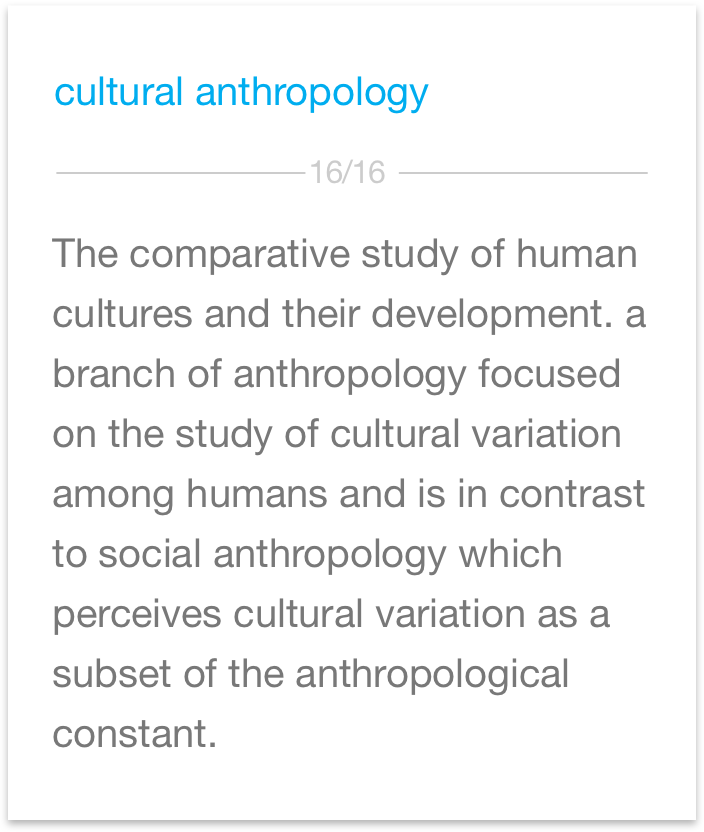 cultural anthropology
16/16
The comparative study of human
cultures and their development. a
branch of anthropology focused
on the study of cultural variation
among humans and is in contrast
to social anthropology which
perceives cultural variation as a
subset of the anthropological
constant.